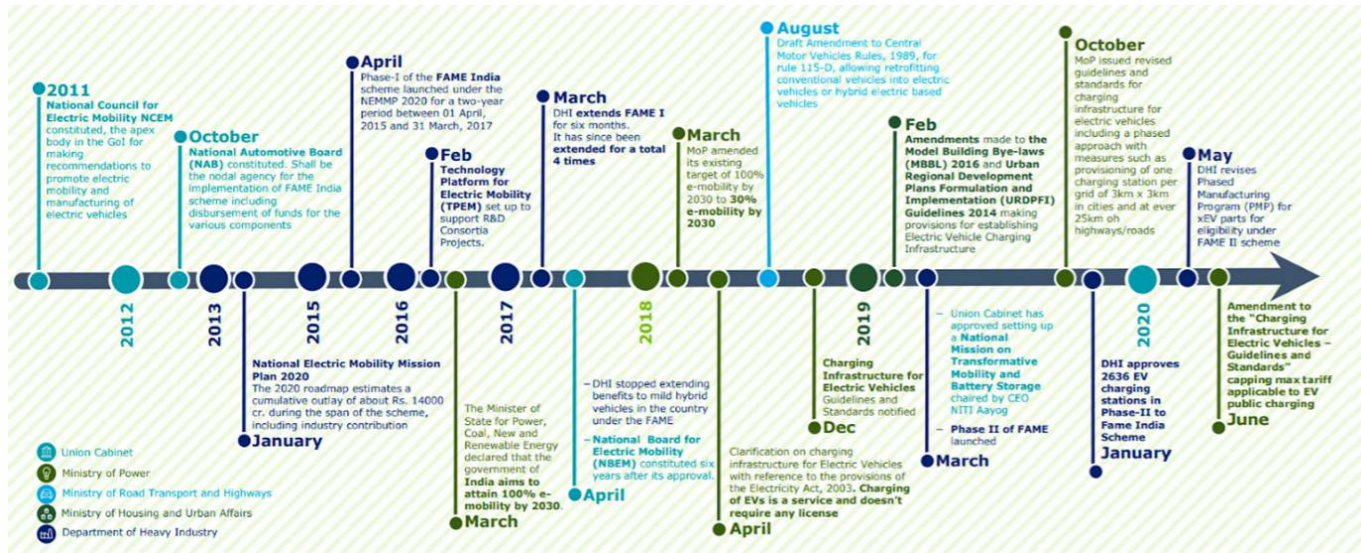 2011
National Council for
Electric Mobility NCEM
constituted, the apex
body in the GoI for
making
recommendations to
promote electric
mobility and
manufacturing of
electric vehicles
October
National Automotive Board
(NAB) constituted. Shall be
the nodal agency for the
implementation of FAME India
scheme including
disbursement of funds for the
various components
April
Phase-I of the FAME India
scheme launched under the
NEMMP 2020 for a two-year
period between 01 April,
2015 and 31 March, 2017
Feb
Technology
Platform for
Electric Mobility
(TPEM) set up to
support R&D
Consortia
Projects.
March
DHI extends FAME I
for six months.
It has since been
extended for a total
4 times
March
MoP amended its
existing target of 100%
e-mobility by
2030 to 30%
e-mobility by
2030
August
Draft Amendment to Central
Motor Vehicles Rules, 1989, for
rule 115-D, allowing retrofitting
conventional vehicles into electric
vehicles or hybrid electric based
vehicles
Feb
Amendments made to the
Model Building Bye-laws
(MBBL) 2016 and Urban
Regional Development
Plans Formulation and
Implementation (URDPFI)
Guidelines 2014 making
provisions for establishing
Electric Vehicle Charging
Infrastructure
October
MoP issued revised
guidelines and
standards for
charging
infrastructure for
electric vehicles
including a phased
approach with
measures such as
provisioning of one
charging station per
grid of 3km x 3km
in cities and at ever
25km oh
highways/roads
May
DHI revises
Phased
Manufacturing
Program (PMP) for
xEV parts for
eligibility under
FAME II scheme
2012
2013
2015
2016
2017
2018
2019
2020
National Electric Mobility Mission
Plan 2020
The 2020 roadmap estimates a
cumulative outlay of about Rs. 14000
cr. during the span of the scheme,
including industry contribution
January
The Minister of
State for Power,
Coal, New and
Renewable Energy
declared that the
government of
India aims to
attain 100% e-
mobility by 2030.
March
– DHI stopped extending
benefits to mild hybrid
vehicles in the country
under the FAME
– National Board for
Electric Mobility
(NBEM) constituted six
years after its approval.
April
Clarification on charging
infrastructure for Electric Vehicles
with reference to the provisions of
the Electricity Act, 2003. Charging
of EVs is a service and doesn't
require any license
April
Charging
Infrastructure for
Electric Vehicles
Guidelines and
Standards notified
Dec
– Union Cabinet has
approved setting up
a National
Mission on
Transformative
Mobility and
Battery Storage
chaired by CEO
NITI Aayog
– Phase II of FAME
launched
March
DHI approves
2636 EV
charging
stations in
Phase-II to
Fame India
Scheme
January
Amendment to
the "Charging
Infrastructure for
Electric Vehicles –
Guidelines and
Standards"
capping max tariff
applicable to EV
public charging
June
Union Cabinet
Ministry of Power
Ministry of Road Transport and Highways
Ministry of Housing and Urban Affairs
Department of Heavy Industry